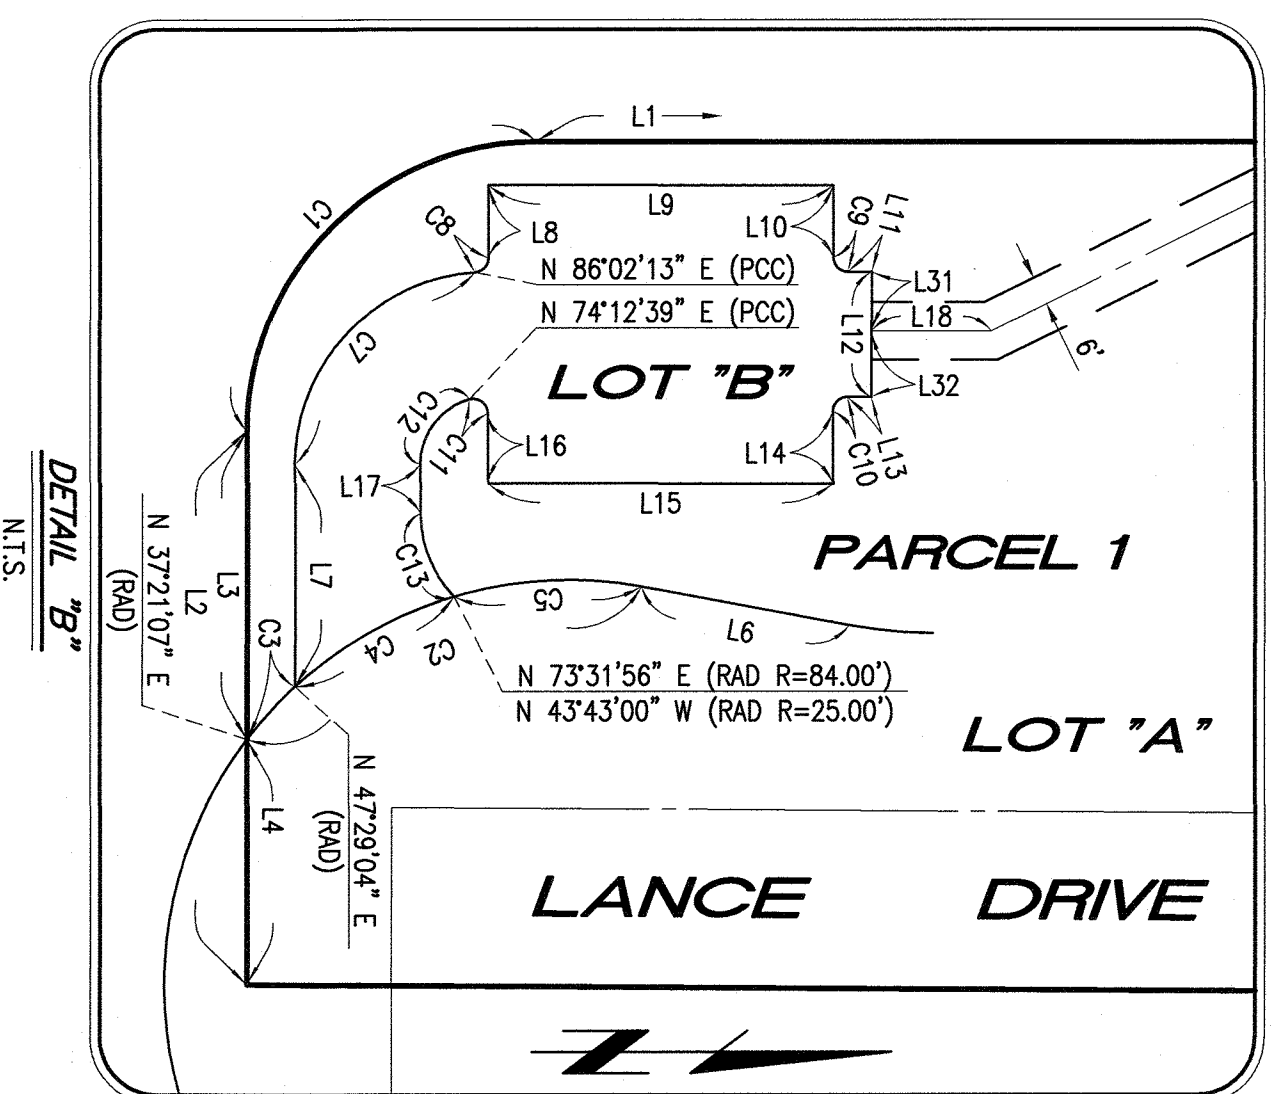 L1
C1
L9
L8
C8
L10
C9
L11
N 86°02'13" E (PCC)
N 74°12'39" E (PCC)
L31
L18
L12
L32
6'
C7
LOT "B"
C12
C11
L16
L14
C10
L13
L17
L15
C13
PARCEL 1
L7
L3
L2
C3
C5
L6
C4
C2
N 73°31'56" E (RAD R=84.00')
N 43°43'00" W (RAD R=25.00')
LOT "A"
N 37°21'07" E
(RAD)
N 47°29'04" E
(RAD)
L4
LANCE DRIVE
N
DETAIL "B"
N.T.S.